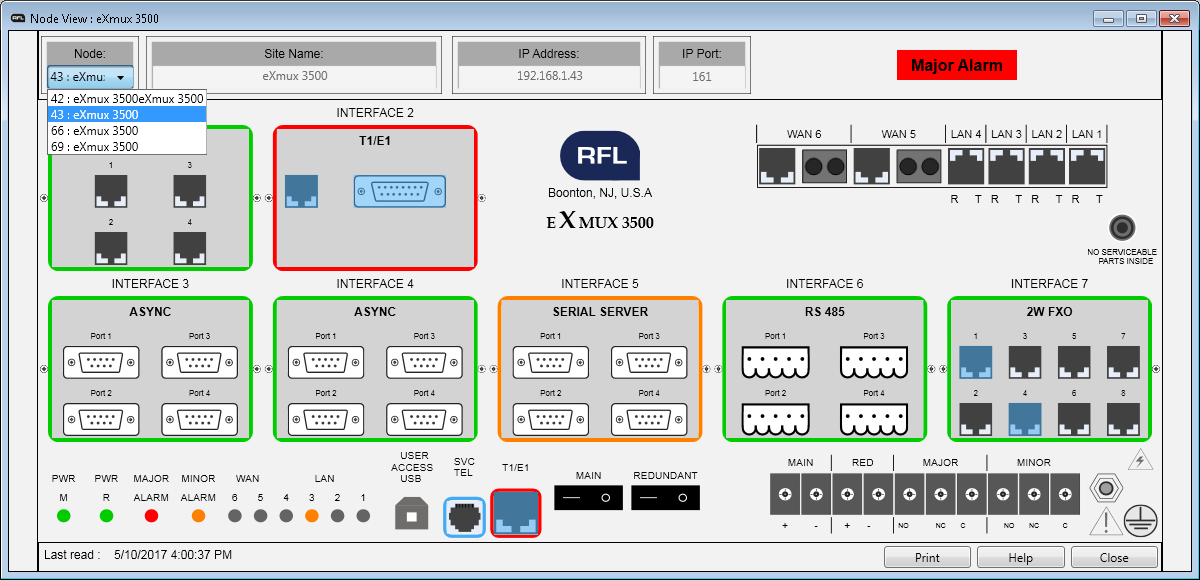 RFL Node View : eXmux 3500
Node: Site Name: IP Address: IP Port:
43 : eXmu: eXmux 3500 192.168.1.43 161
Major Alarm
42 : eXmux 3500eXmux 3500
43 : eXmux 3500
66 : eXmux 3500
69 : eXmux 3500
INTERFACE 2
1 3
2 4
T1/E1
RFL
Boonton, NJ, U.S.A
eXmux 3500
WAN 6 WAN 5 LAN 4 LAN 3 LAN 2 LAN 1
R T R T R T R T
NO SERVICEABLE
PARTS INSIDE
INTERFACE 3 INTERFACE 4 INTERFACE 5 INTERFACE 6 INTERFACE 7
ASYNC ASYNC SERIAL SERVER RS 485 2W FXO
Port 1 Port 3 Port 1 Port 3 Port 1 Port 3 Port 1 Port 3 1 3 5 7
Port 2 Port 4 Port 2 Port 4 Port 2 Port 4 Port 2 Port 4 2 4 6 8
PWR PWR MAJOR MINOR WAN LAN
M R ALARM ALARM 6 5 4 3 2 1
USER
ACCESS
USB
SVC
TEL
T1/E1
MAIN REDUNDANT
MAIN RED MAJOR MINOR
+ - + - NO NC C NO NC C
Last read : 5/10/2017 4:00:37 PM
Print Help Close